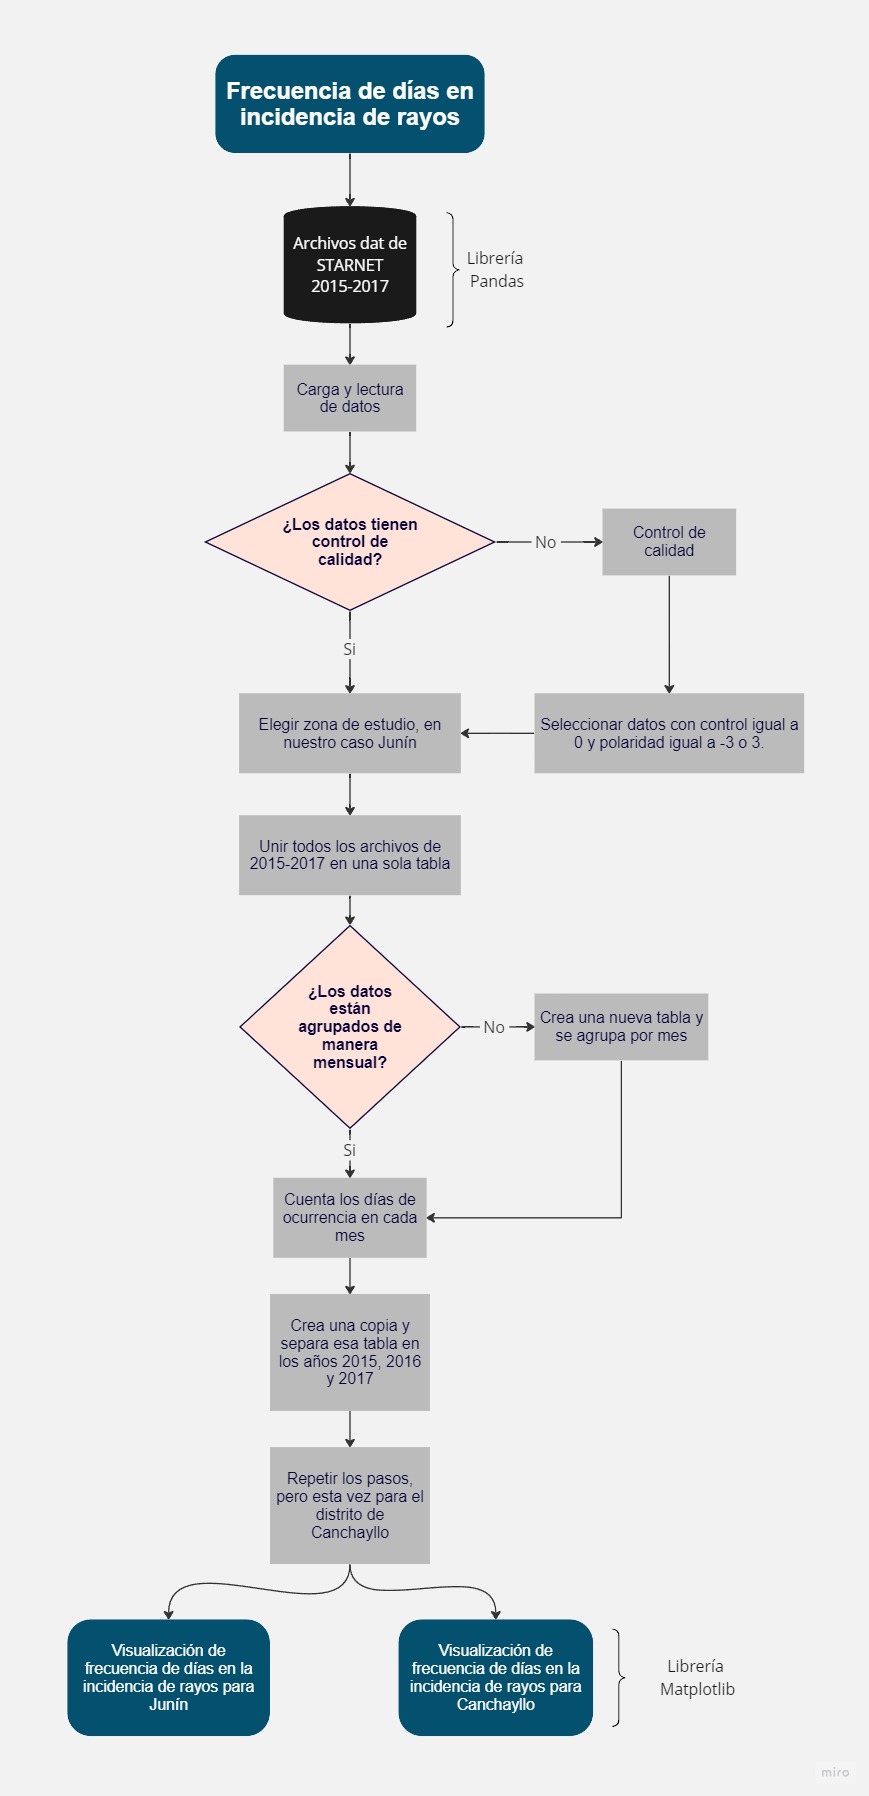 Frecuencia de días en
incidencia de rayos
Archivos dat de
STARNET
2015-2017
Librería
Pandas
Carga y lectura
de datos
¿Los datos tienen
control de
calidad?
No
Control de
calidad
Si
Elegir zona de estudio, en
nuestro caso Junín
Seleccionar datos con control igual a
0 y polaridad igual a -3 o 3.
Unir todos los archivos de
2015-2017 en una sola tabla
¿Los datos
están
agrupados de
manera
mensual?
No
Crea una nueva tabla y
se agrupa por mes
Si
Cuenta los días de
ocurrencia en cada
mes
Crea una copia y
separa esa tabla en
los años 2015, 2016
y 2017
Repetir los pasos,
pero esta vez para el
distrito de
Canchayllo
Visualización de
frecuencia de días en la
incidencia de rayos para
Junín
Visualización de
frecuencia de días en la
incidencia de rayos para
Canchayllo
Librería
Matplotlib
miro